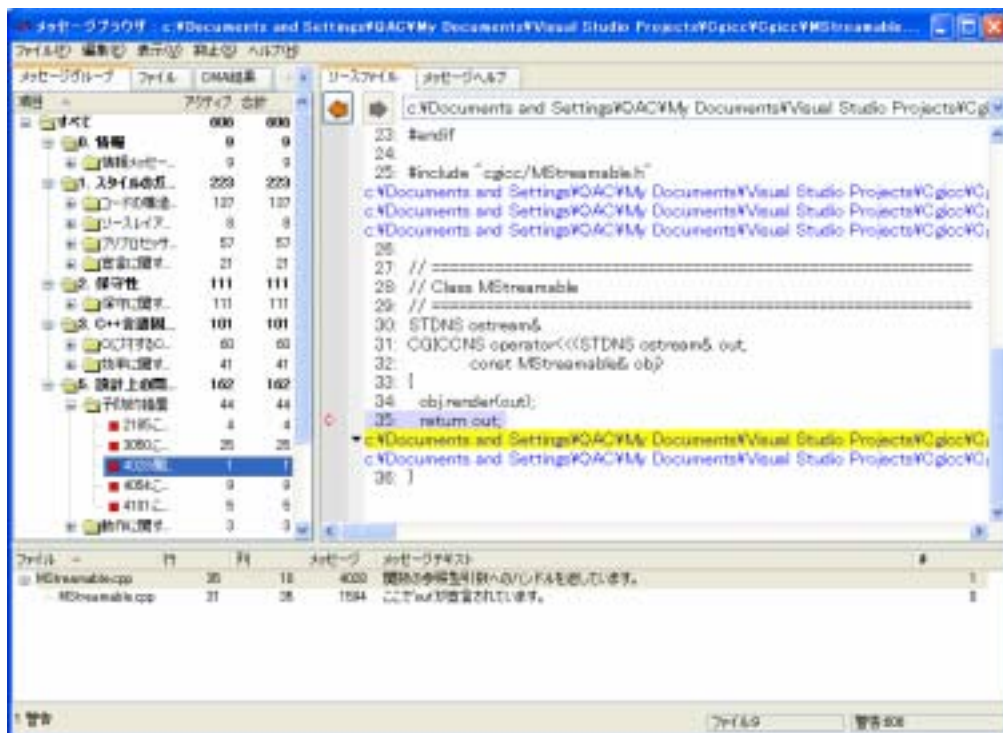 メッセージブラウザ - c:¥Documents and Settings¥QAC¥My Documents¥Visual Studio Projects¥Cgicc¥Cgicc¥MStreamable...
ファイル(F) 編集(E) 表示(V) 抑止(S) ヘルプ(H)
メッセージグループ ファイル CMA結果
項目 アクティブ 合計
すべて 606 606
0. 情報 9 9
情報メッセー... 9 9
1. スタイルのガ... 223 223
コードの構造... 137 137
ソースレイア... 8 8
プリプロセッサ... 57 57
宣言に関す... 21 21
2. 保守性 111 111
保守に関す... 111 111
3. C++言語固... 101 101
Cに対するC... 60 60
効率に関す... 41 41
5. 設計上の問... 162 162
44 44
2185こ... 4 4
3050こ... 25 25
4028関... 1 1
4054こ... 9 9
4101こ... 5 5
動作に関す... 3 3
ソースファイル メッセージヘルプ
c:¥Documents and Settings¥QAC¥My Documents¥Visual Studio Projects¥Cgi
23: #endif
24:
25: #include "cgicc/MStreamable.h"
c:¥Documents and Settings¥QAC¥My Documents¥Visual Studio Projects¥Cgicc¥C
c:¥Documents and Settings¥QAC¥My Documents¥Visual Studio Projects¥Cgicc¥C
c:¥Documents and Settings¥QAC¥My Documents¥Visual Studio Projects¥Cgicc¥C
26:
27: // ============================================================
28: // Class MStreamable
29: // ============================================================
30: STDNS ostream&
31: CGICCNS operator<<(STDNS ostream& out,
32: const MStreamable& obj)
33: {
34: obj.render(out);
35: return out;
c:¥Documents and Settings¥QAC¥My Documents¥Visual Studio Projects¥Cgicc¥C
c:¥Documents and Settings¥QAC¥My Documents¥Visual Studio Projects¥Cgicc¥C
36: }
ファイル 行 列 メッセージ メッセージテキスト #
MStreamable.cpp 35 10 4028 関数の参照型引数へのハンドルを返しています。 1
MStreamable.cpp 31 1594 ここで'out'が宣言されています。 0
1 警告
ファイル:9 警告:606